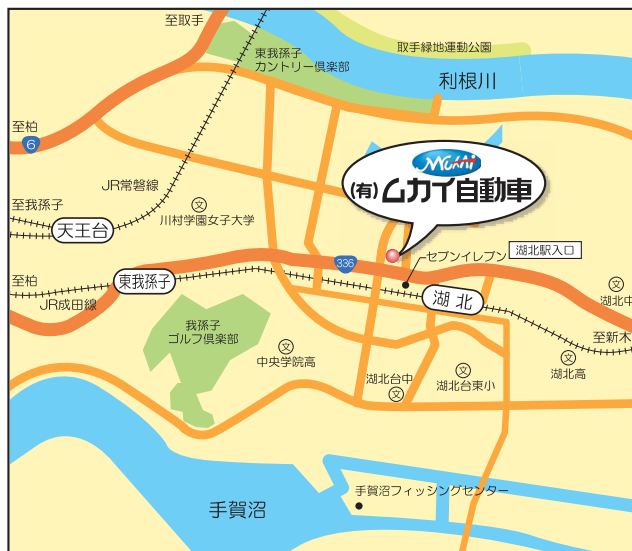 至取手
東我孫子
カントリー倶楽部
取手緑地運動公園
利根川
至柏
6
MUKAI
(有)ムカイ自動車
JR常磐線
至我孫子
天王台
川村学園女子大学
336
セブンイレブン
湖北駅入口
至柏
東我孫子
JR成田線
湖北
湖北中
至新木
我孫子
ゴルフ倶楽部
中央学院高
湖北台中
湖北台東小
湖北高
手賀沼フィッシングセンター
手賀沼
文
文
文
文
文
文